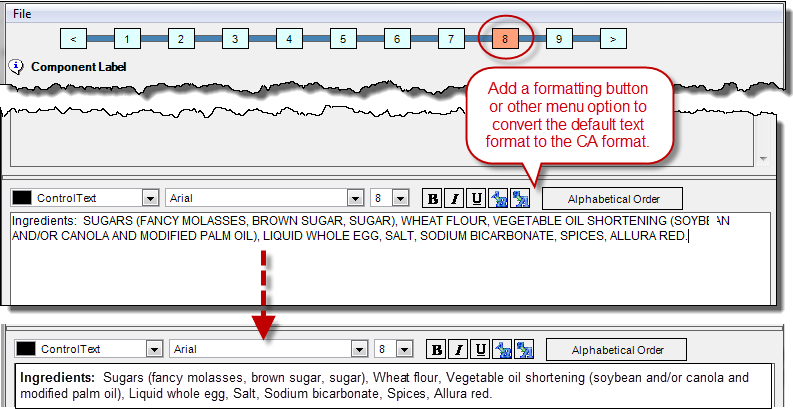 File
< 1 2 3 4 5 6 7 8 9 >
Component Label
Add a formatting button
or other menu option to
convert the default text
format to the CA format.
ControlText Arial 8 B I U Alphabetical Order
Ingredients: SUGARS (FANCY MOLASSES, BROWN SUGAR, SUGAR), WHEAT FLOUR, VEGETABLE OIL SHORTENING (SOYBEAN
AND/OR CANOLA AND MODIFIED PALM OIL), LIQUID WHOLE EGG, SALT, SODIUM BICARBONATE, SPICES, ALLURA RED.
ControlText Arial 8 B I U Alphabetical Order
Ingredients: Sugars (fancy molasses, brown sugar, sugar), Wheat flour, Vegetable oil shortening (soybean and/or canola and
modified palm oil), Liquid whole egg, Salt, Sodium bicarbonate, Spices, Allura red.